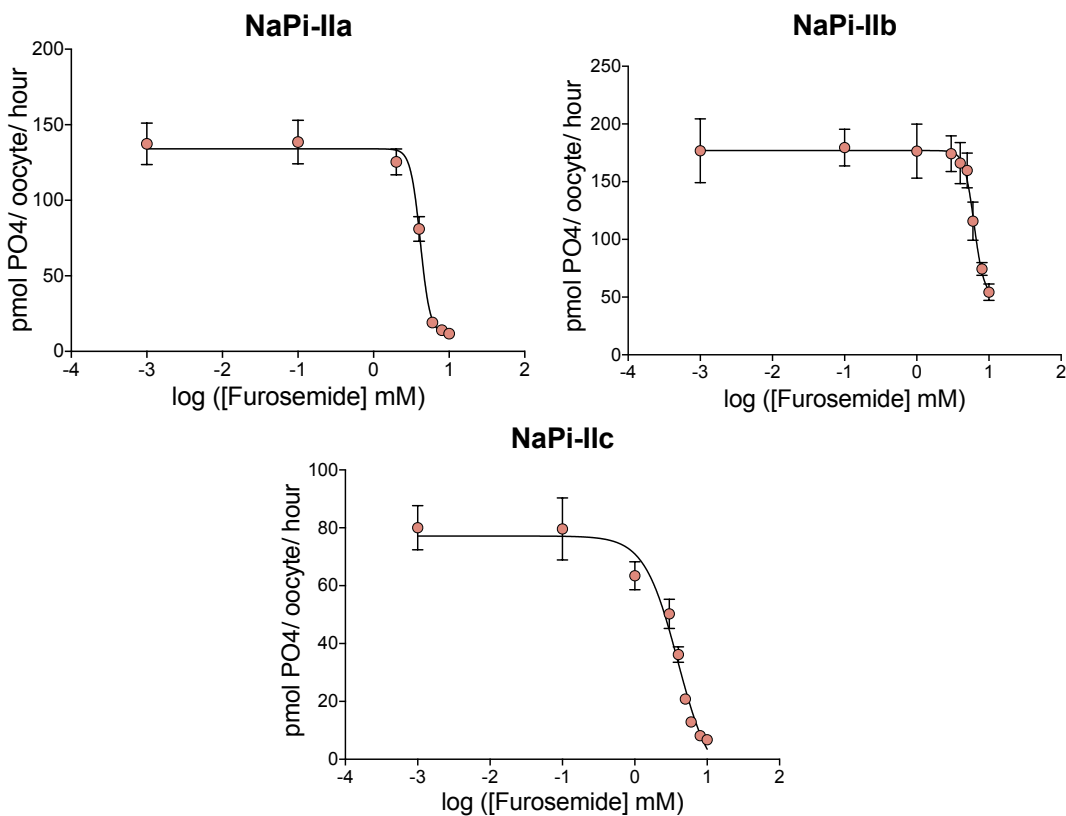 NaPi-IIa
pmol PO4/ oocyte/ hour
200
150
100
50
0
-4 -3 -2 -1 0 1 2
log ([Furosemide] mM)
NaPi-IIb
pmol PO4/ oocyte/ hour
250
200
150
100
50
0
-4 -3 -2 -1 0 1 2
log ([Furosemide] mM)
NaPi-IIc
pmol PO4/ oocyte/ hour
100
80
60
40
20
0
-4 -3 -2 -1 0 1 2
log ([Furosemide] mM)